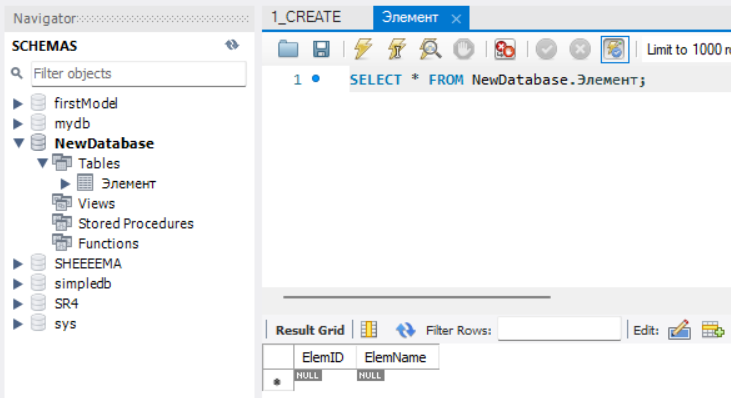 Navigator
SCHEMAS
Filter objects
firstModel
mydb
NewDatabase
Tables
Элемент
Views
Stored Procedures
Functions
SHEEEEMA
simpledb
SR4
sys
1_CREATE
Элемент
Limit to 1000 r
1
SELECT * FROM NewDatabase.Элемент;
Result Grid
Filter Rows:
Edit:
ElemID ElemName
NULL NULL